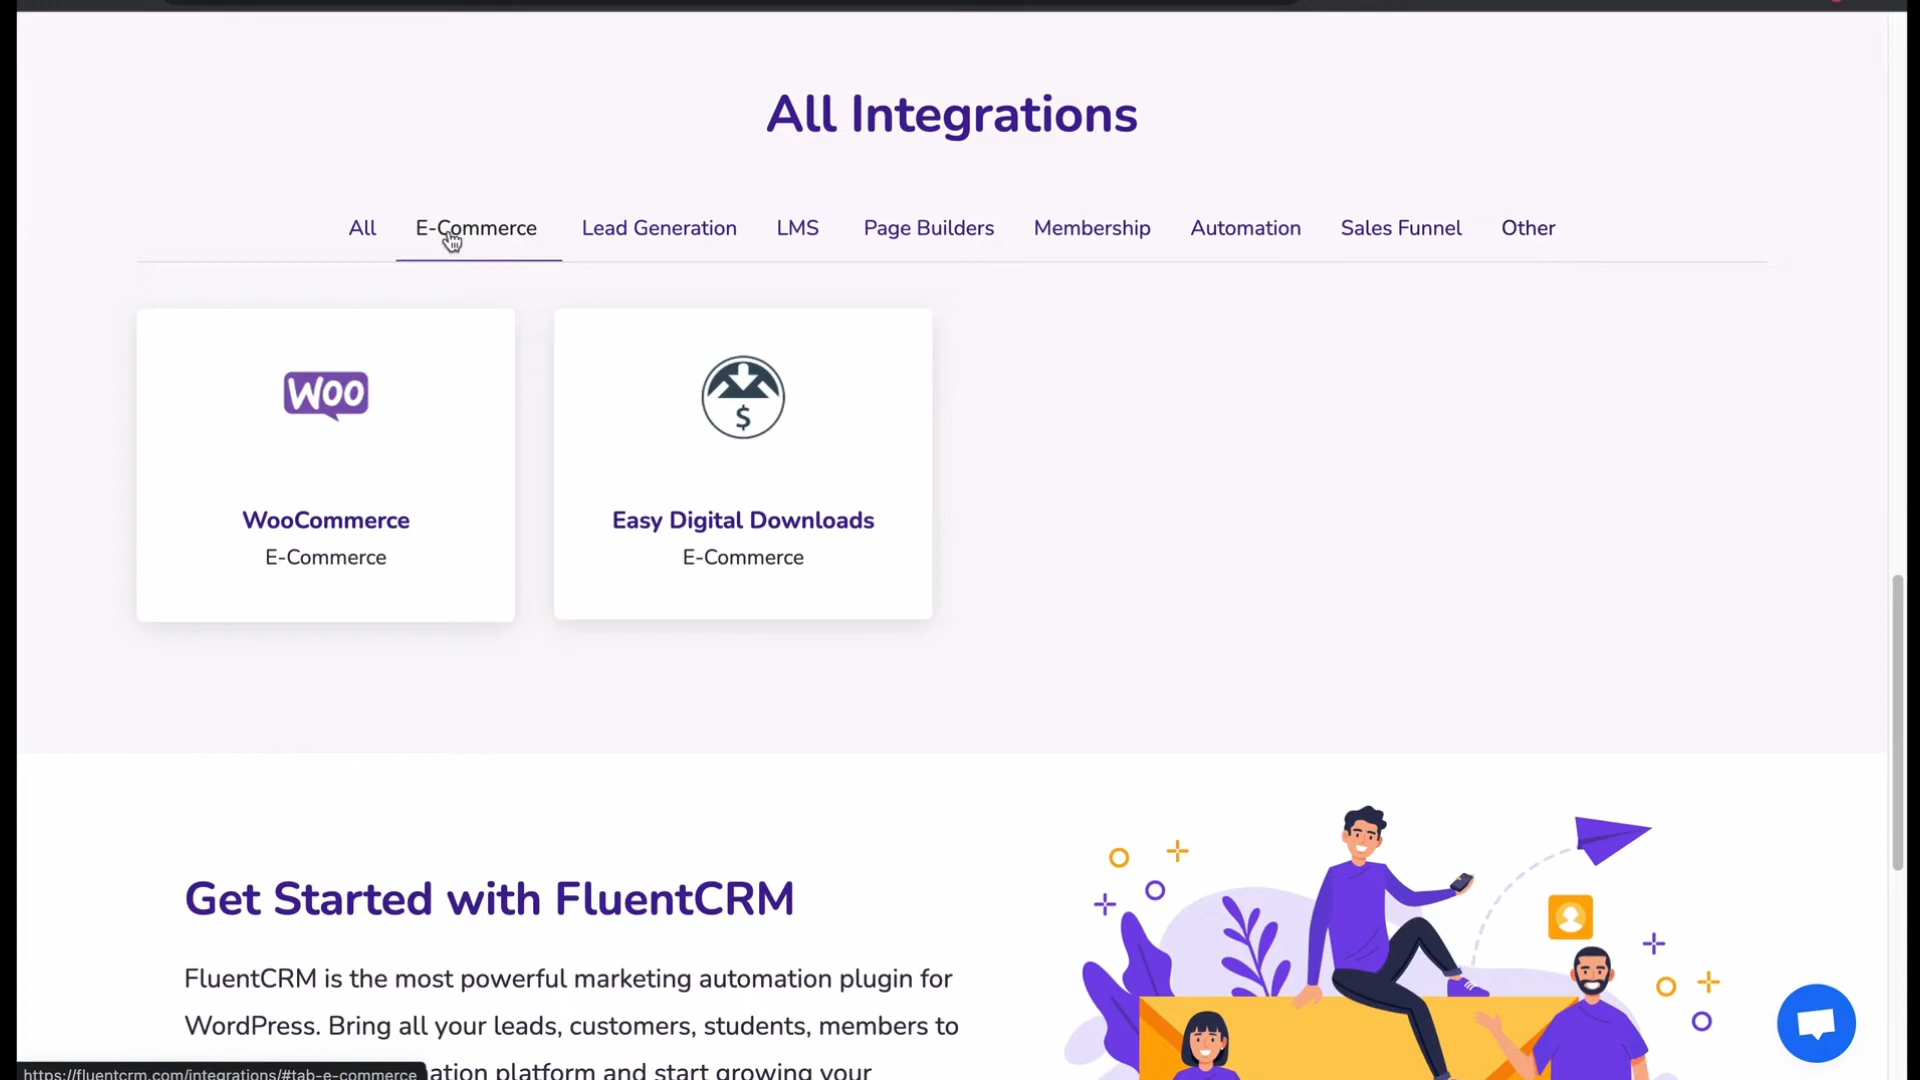 All Integrations
All E-Commerce Lead Generation LMS Page Builders Membership Automation Sales Funnel Other
WOO
$
WooCommerce
E-Commerce
Easy Digital Downloads
E-Commerce
Get Started with FluentCRM
FluentCRM is the most powerful marketing automation plugin for
WordPress. Bring all your leads, customers, students, members to
ation platform and start growing your
https://fluentcrm.com/integrations/#tab-e-commerce